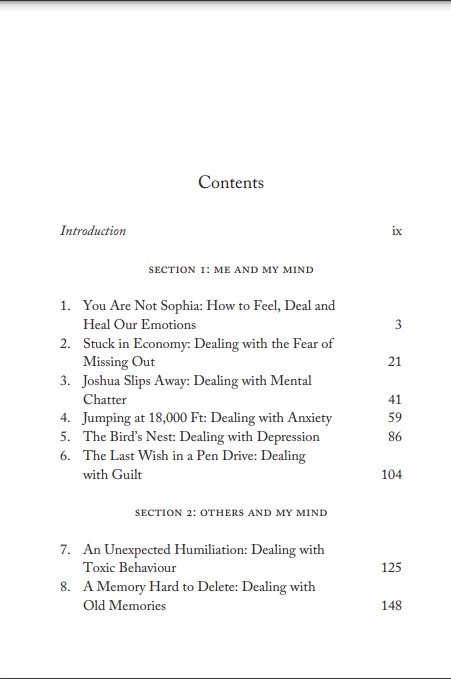 Contents
Introduction ix
SECTION 1: ME AND MY MIND
1. You Are Not Sophia: How to Feel, Deal and
Heal Our Emotions 3
2. Stuck in Economy: Dealing with the Fear of
Missing Out 21
3. Joshua Slips Away: Dealing with Mental
Chatter 41
4. Jumping at 18,000 Ft: Dealing with Anxiety 59
5. The Bird’s Nest: Dealing with Depression 86
6. The Last Wish in a Pen Drive: Dealing
with Guilt 104
SECTION 2: OTHERS AND MY MIND
7. An Unexpected Humiliation: Dealing with
Toxic Behaviour 125
8. A Memory Hard to Delete: Dealing with
Old Memories 148